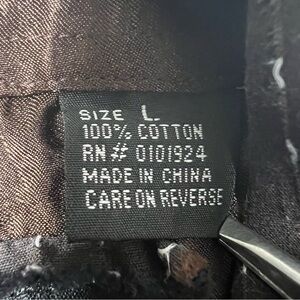 SIZE L
100% COTTON
RN# 0101924
MADE IN CHINA
CARE ON REVERSE